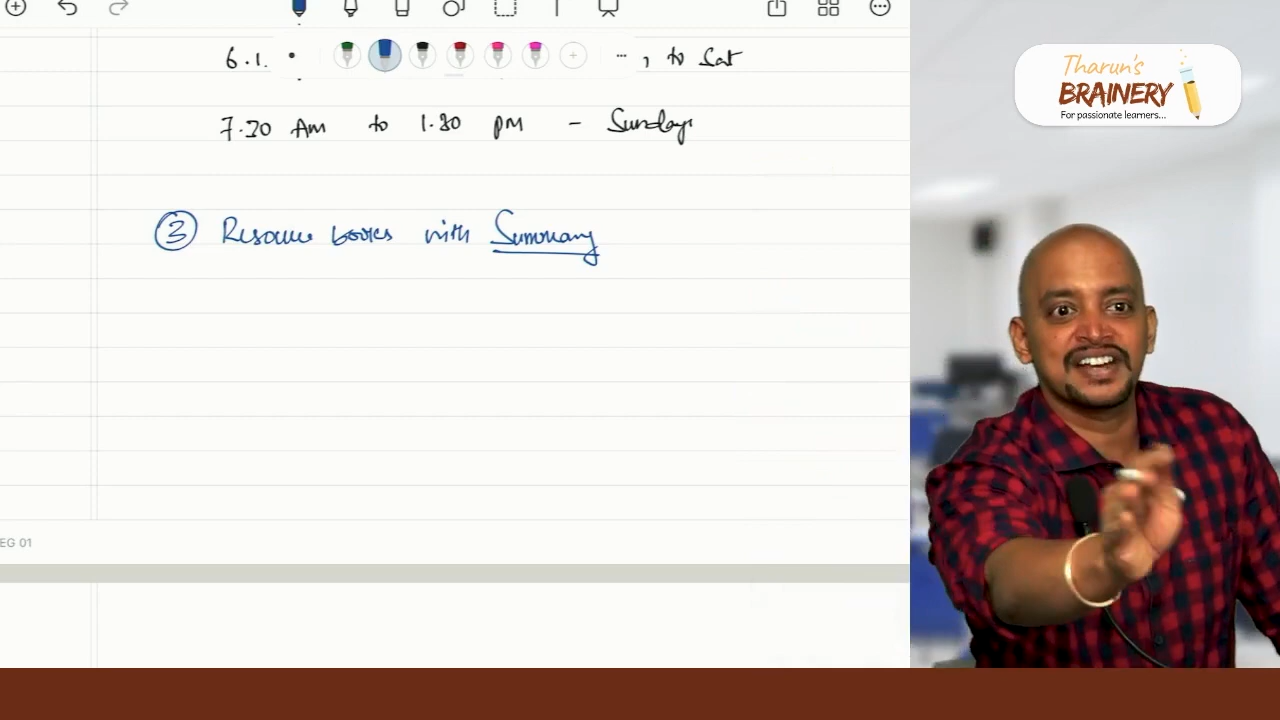 6.1. , to Sat
Tharun's
BRAINERY
For passionate learners...
7.30 Am to 1.30 pm - Sundays
3 Resource books with Summary
EG 01